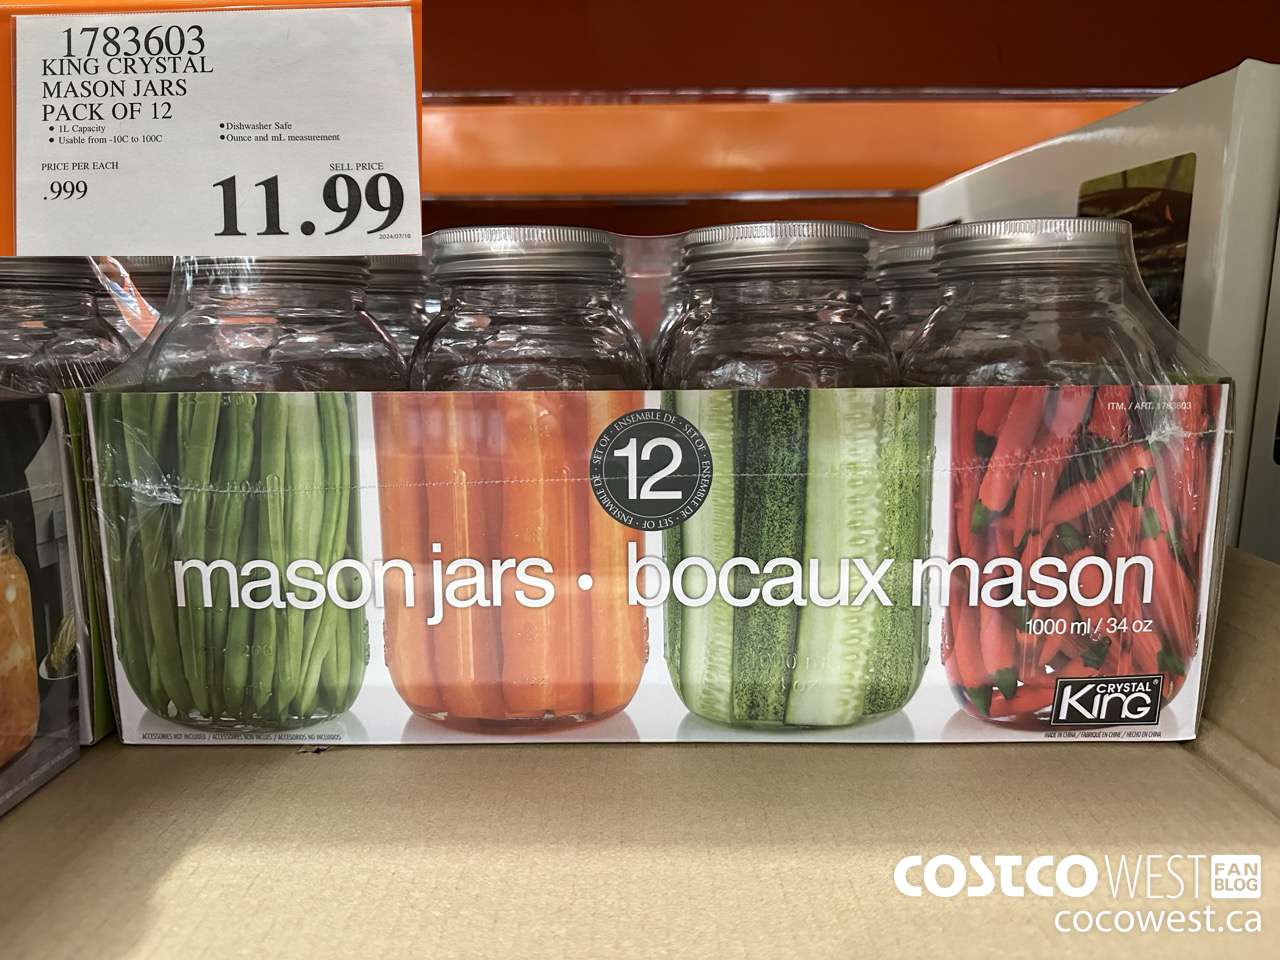 1783603
KING CRYSTAL
MASON JARS
PACK OF 12
• 1L Capacity
• Usable from -10C to 100C
• Dishwasher Safe
• Ounce and mL measurement
PRICE PER EACH
.999
SELL PRICE
11.99
2024/07/16
ITM. / ART. 1783603
SET OF · ENSEMBLE DE · SET OF · ENSEMBLE DE · SET OF · ENSEMBLE DE ·
12
mason jars • bocaux mason
1000 ml / 34 oz
CRYSTAL
King®
ACCESSORIES NOT INCLUDED / ACCESSOIRES NON INCLUS / ACCESORIOS NO INCLUIDOS
MADE IN CHINA / FABRIQUÉ EN CHINE / HECHO EN CHINA
COSTCO WEST FAN BLOG
cocowest.ca